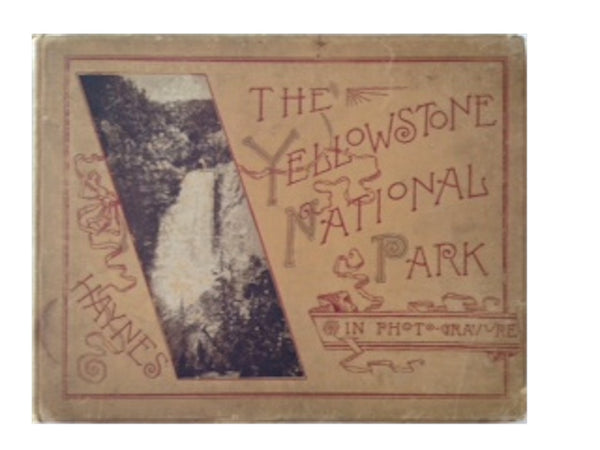 THE
YELLOWSTONE
NATIONAL
PARK
IN PHOTO-GRAVURE
HAYNES